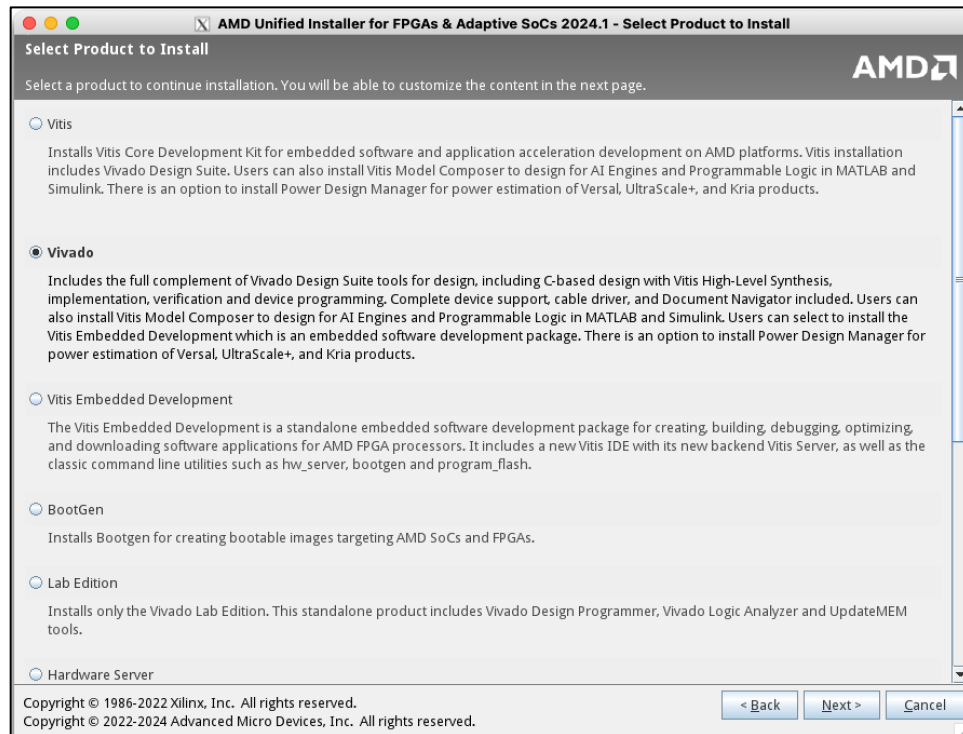 AMD Unified Installer for FPGAs & Adaptive SoCs 2024.1 - Select Product to Install
Select Product to Install
AMD
Select a product to continue installation. You will be able to customize the content in the next page.
Vitis
Installs Vitis Core Development Kit for embedded software and application acceleration development on AMD platforms. Vitis installation
includes Vivado Design Suite. Users can also install Vitis Model Composer to design for AI Engines and Programmable Logic in MATLAB and
Simulink. There is an option to install Power Design Manager for power estimation of Versal, UltraScale+, and Kria products.
Vivado
Includes the full complement of Vivado Design Suite tools for design, including C-based design with Vitis High-Level Synthesis,
implementation, verification and device programming. Complete device support, cable driver, and Document Navigator included. Users can
also install Vitis Model Composer to design for AI Engines and Programmable Logic in MATLAB and Simulink. Users can select to install the
Vitis Embedded Development which is an embedded software development package. There is an option to install Power Design Manager for
power estimation of Versal, UltraScale+, and Kria products.
Vitis Embedded Development
The Vitis Embedded Development is a standalone embedded software development package for creating, building, debugging, optimizing,
and downloading software applications for AMD FPGA processors. It includes a new Vitis IDE with its new backend Vitis Server, as well as the
classic command line utilities such as hw_server, bootgen and program_flash.
BootGen
Installs Bootgen for creating bootable images targeting AMD SoCs and FPGAs.
Lab Edition
Installs only the Vivado Lab Edition. This standalone product includes Vivado Design Programmer, Vivado Logic Analyzer and UpdateMEM
tools.
Hardware Server
Copyright © 1986-2022 Xilinx, Inc. All rights reserved.
Copyright © 2022-2024 Advanced Micro Devices, Inc. All rights reserved.
< Back Next > Cancel